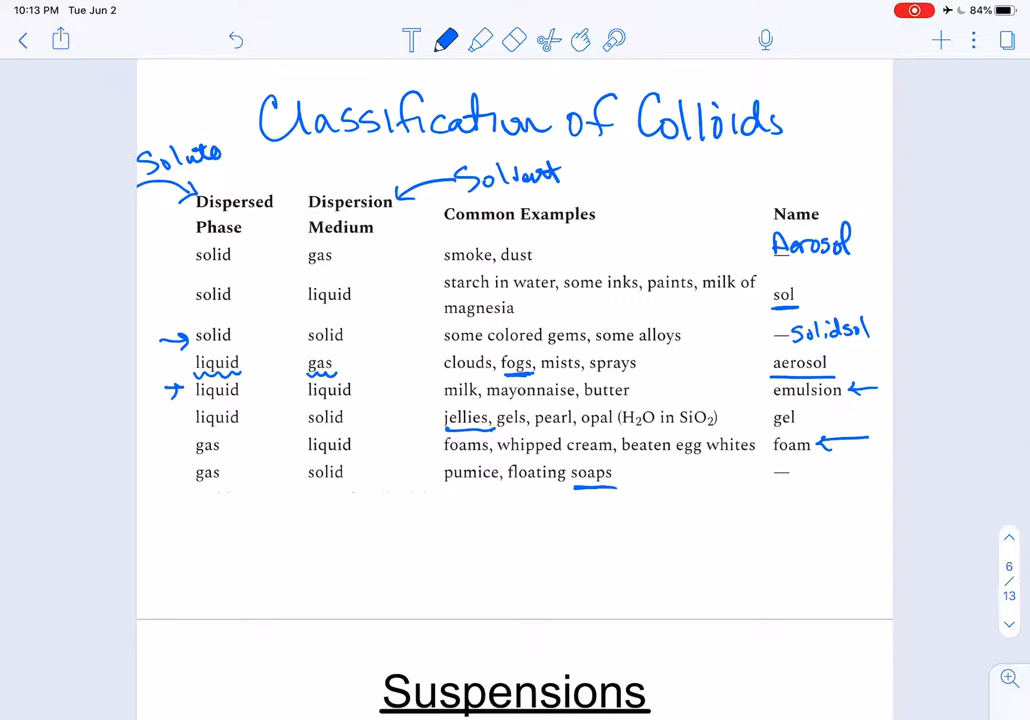 10:13 PM Tue Jun 2 84%
T
Classification of Colloids
Solute
Solvent
Dispersed Phase Dispersion Medium Common Examples Name
solid gas smoke, dust — Aerosol
solid liquid starch in water, some inks, paints, milk of magnesia sol
solid solid some colored gems, some alloys — Solidsol
liquid gas clouds, fogs, mists, sprays aerosol
liquid liquid milk, mayonnaise, butter emulsion
liquid solid jellies, gels, pearl, opal (H₂O in SiO₂) gel
gas liquid foams, whipped cream, beaten egg whites foam
gas solid pumice, floating soaps —
6
/
13
Suspensions